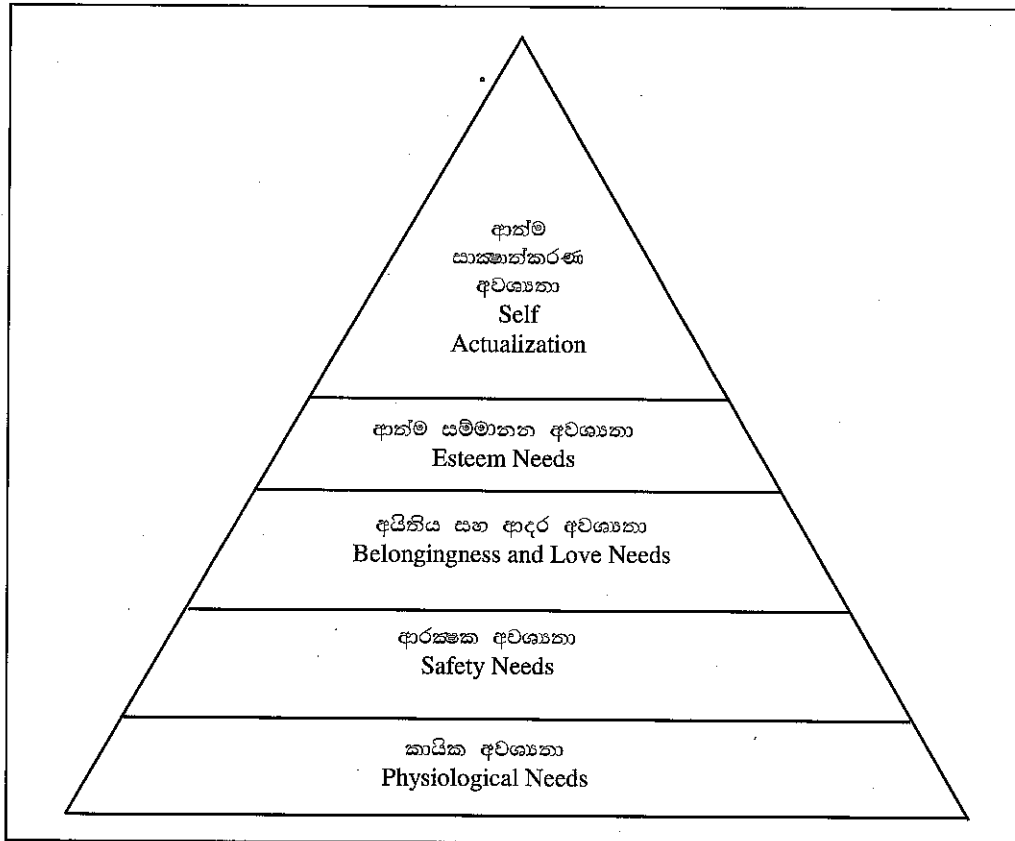 ආත්ම
සාක්ෂාත්කරණ
අවශ්‍යතා
Self
Actualization
ආත්ම සම්මානන අවශ්‍යතා
Esteem Needs
අයිතිය සහ ආදර අවශ්‍යතා
Belongingness and Love Needs
ආරක්ෂක අවශ්‍යතා
Safety Needs
කායික අවශ්‍යතා
Physiological Needs